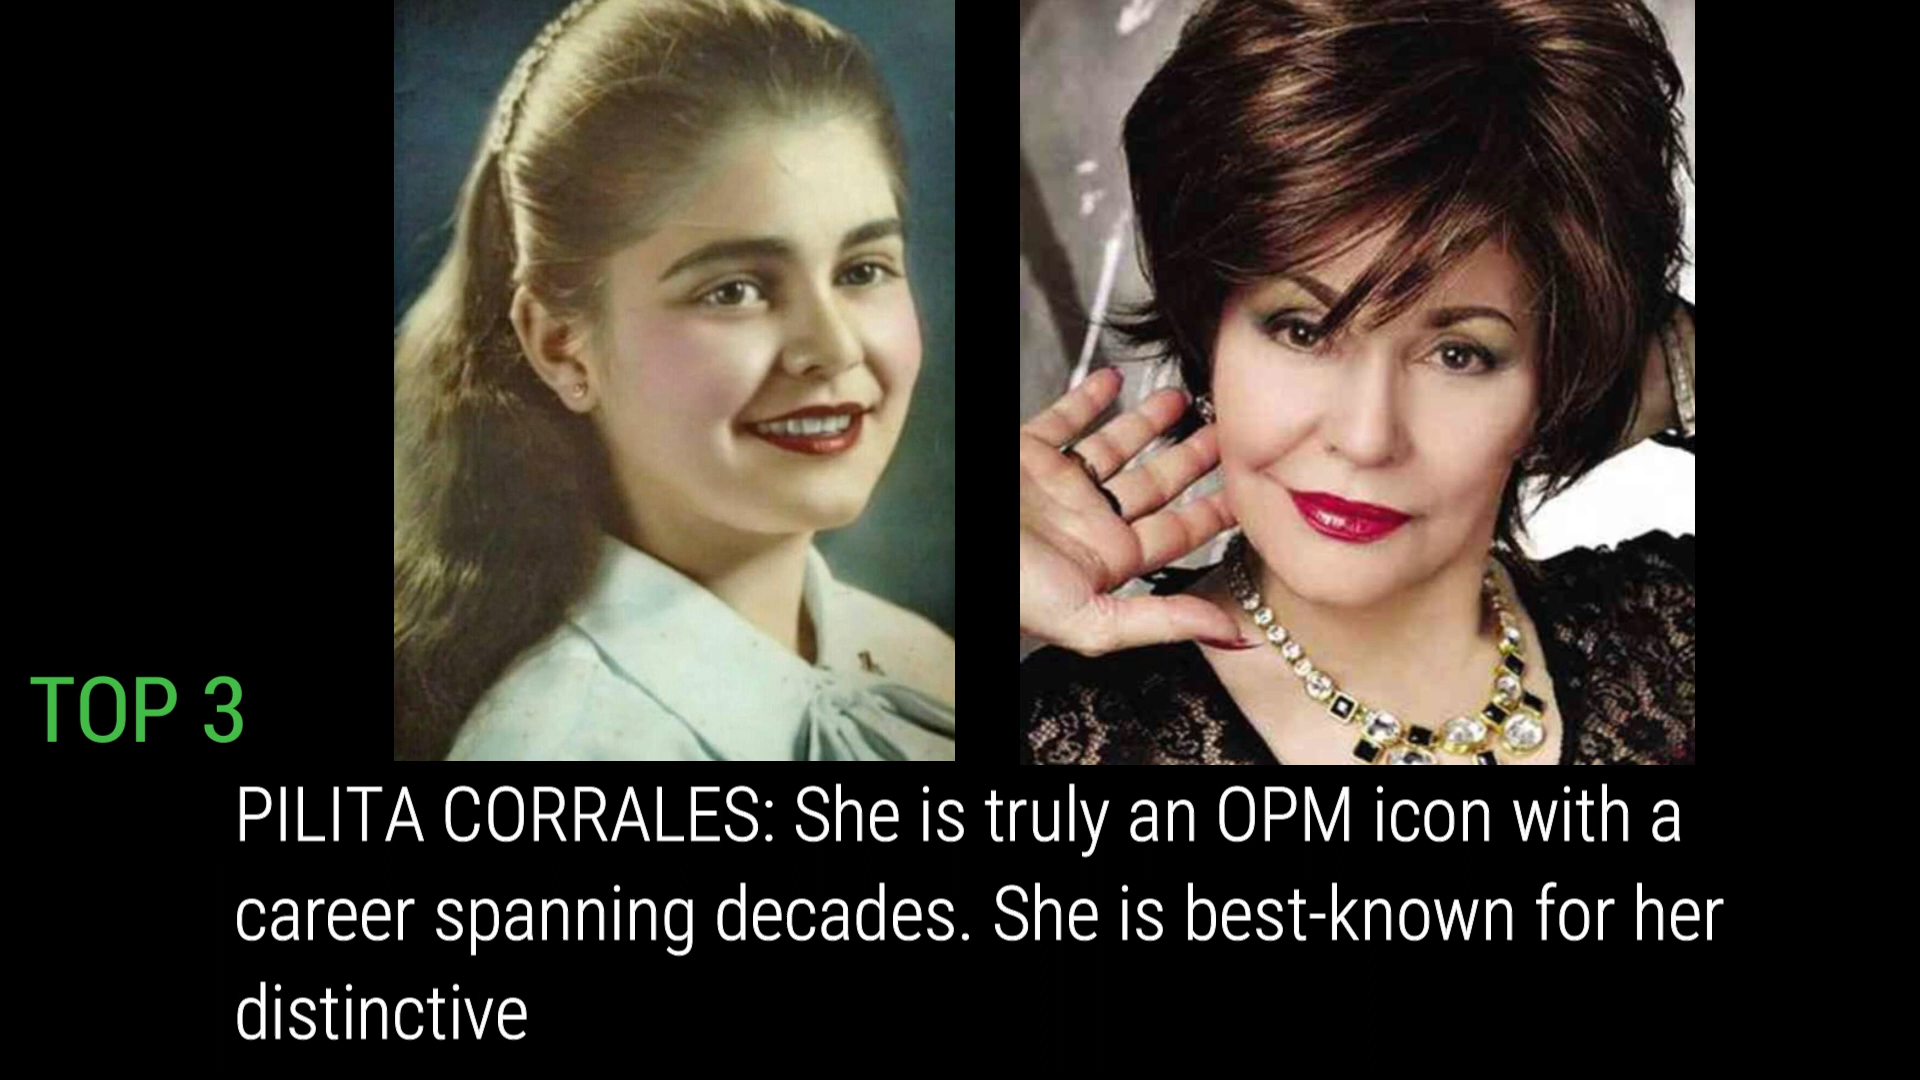 TOP 3
PILITA CORRALES: She is truly an OPM icon with a
career spanning decades. She is best-known for her
distinctive